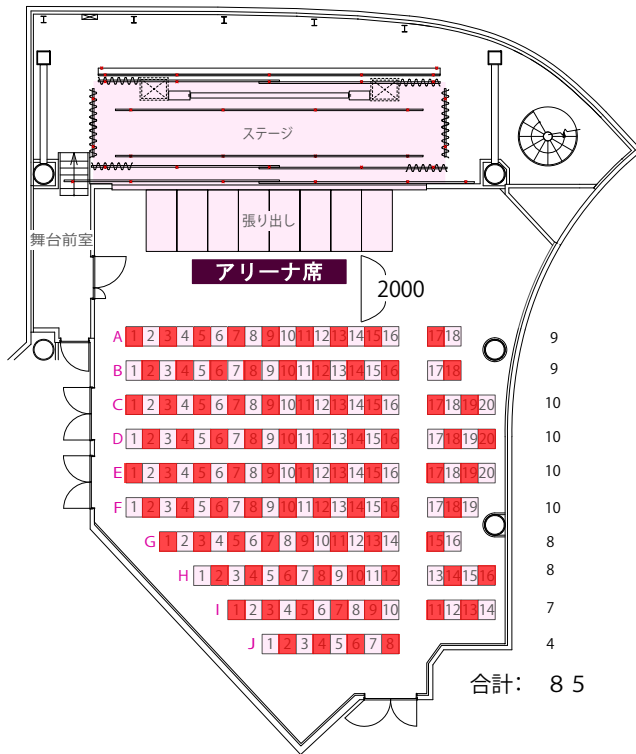 ステージ
張り出し
舞台前室
アリーナ席
2000
A 1 2 3 4 5 6 7 8 9 10 11 12 13 14 15 16 17 18 9
B 1 2 3 4 5 6 7 8 9 10 11 12 13 14 15 16 17 18 9
C 1 2 3 4 5 6 7 8 9 10 11 12 13 14 15 16 17 18 19 20 10
D 1 2 3 4 5 6 7 8 9 10 11 12 13 14 15 16 17 18 19 20 10
E 1 2 3 4 5 6 7 8 9 10 11 12 13 14 15 16 17 18 19 20 10
F 1 2 3 4 5 6 7 8 9 10 11 12 13 14 15 16 17 18 19 10
G 1 2 3 4 5 6 7 8 9 10 11 12 13 14 15 16 8
H 1 2 3 4 5 6 7 8 9 10 11 12 13 14 15 16 8
I 1 2 3 4 5 6 7 8 9 10 11 12 13 14 7
J 1 2 3 4 5 6 7 8 4
合計: 85